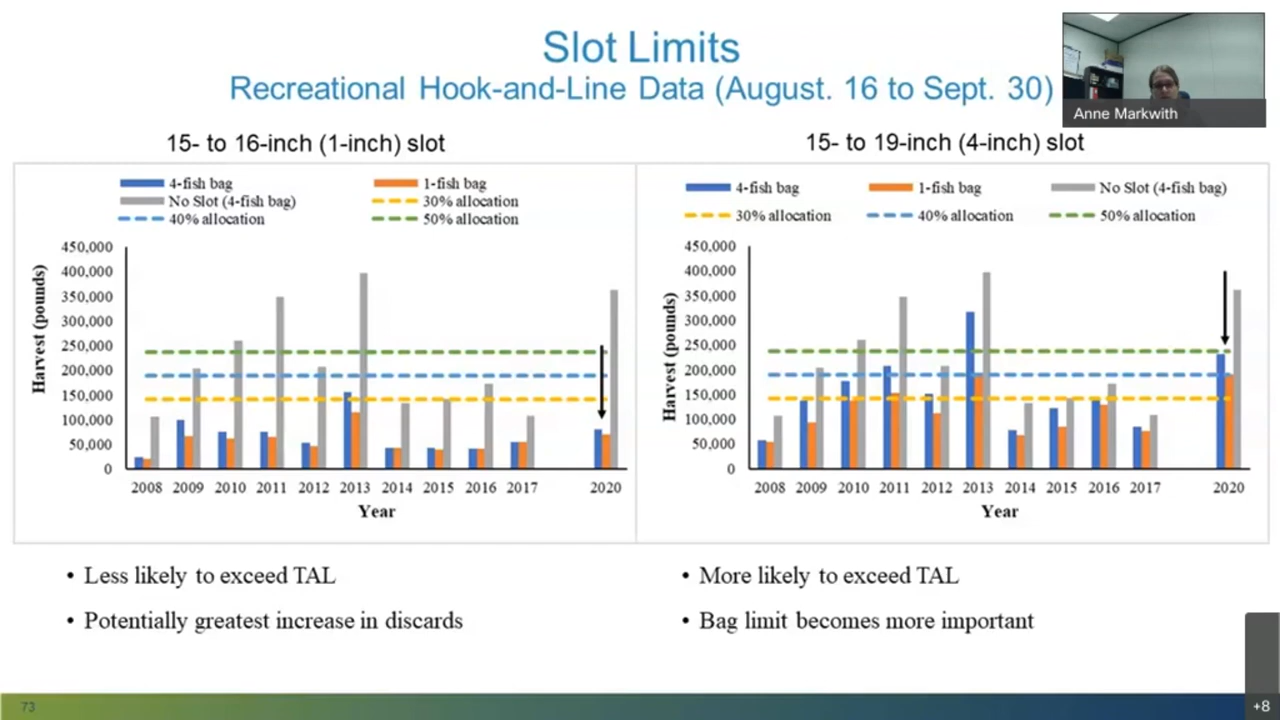 Slot Limits
Recreational Hook-and-Line Data (August. 16 to Sept. 30)
Anne Markwith
15- to 16-inch (1-inch) slot
4-fish bag
1-fish bag
No Slot (4-fish bag)
30% allocation
40% allocation
50% allocation
450,000
400,000
350,000
300,000
250,000
200,000
150,000
100,000
50,000
0
Harvest (pounds)
2008 2009 2010 2011 2012 2013 2014 2015 2016 2017 2020
Year
15- to 19-inch (4-inch) slot
4-fish bag
1-fish bag
No Slot (4-fish bag)
30% allocation
40% allocation
50% allocation
450,000
400,000
350,000
300,000
250,000
200,000
150,000
100,000
50,000
0
Harvest (pounds)
2008 2009 2010 2011 2012 2013 2014 2015 2016 2017 2020
Year
• Less likely to exceed TAL
• Potentially greatest increase in discards
• More likely to exceed TAL
• Bag limit becomes more important
73
+8